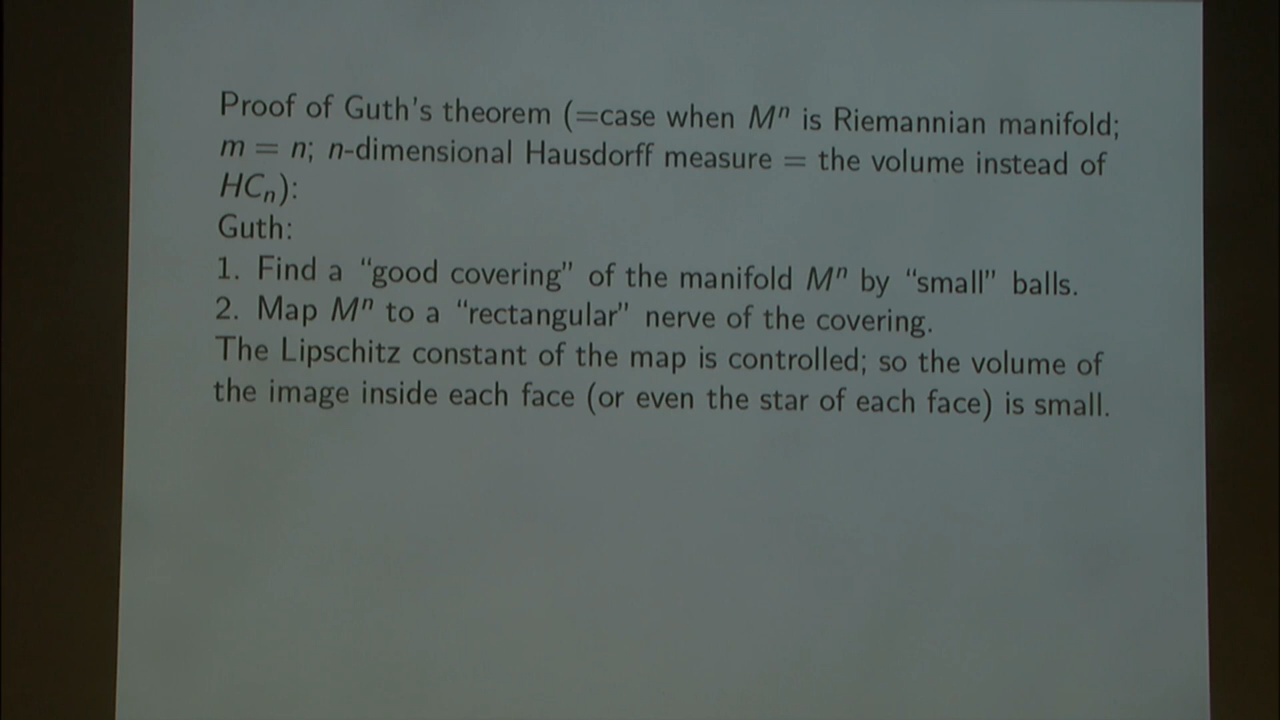 Proof of Guth's theorem (=case when Mⁿ is Riemannian manifold;
m = n; n-dimensional Hausdorff measure = the volume instead of
HCₙ):
Guth:
1. Find a "good covering" of the manifold Mⁿ by "small" balls.
2. Map Mⁿ to a "rectangular" nerve of the covering.
The Lipschitz constant of the map is controlled; so the volume of
the image inside each face (or even the star of each face) is small.